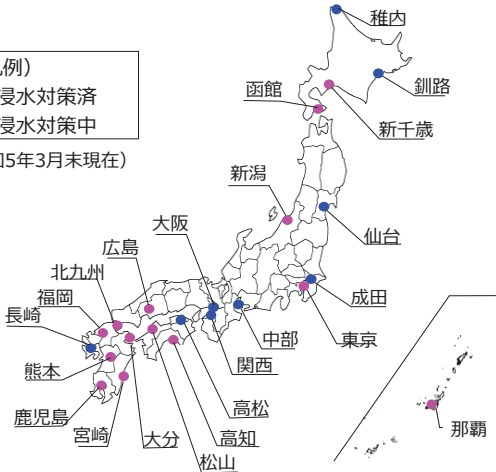 例）
浸水対策済
浸水対策中
5年3月末現在）
稚内
釧路
函館
新千歳
新潟
仙台
大阪
広島
北九州
福岡
長崎
成田
東京
中部
関西
熊本
高松
鹿児島
高知
宮崎
大分
松山
那覇